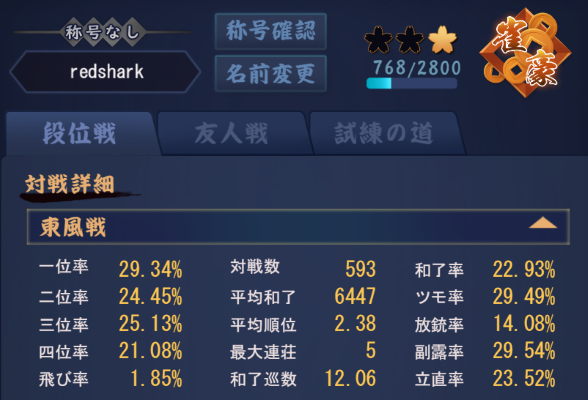 称号なし
称号確認
redshark
名前変更
768/2800
雀豪
段位戦
友人戦
試練の道
対戦詳細
東風戦
一位率 29.34% 対戦数 593 和了率 22.93%
二位率 24.45% 平均和了 6447 ツモ率 29.49%
三位率 25.13% 平均順位 2.38 放銃率 14.08%
四位率 21.08% 最大連荘 5 副露率 29.54%
飛び率 1.85% 和了巡数 12.06 立直率 23.52%